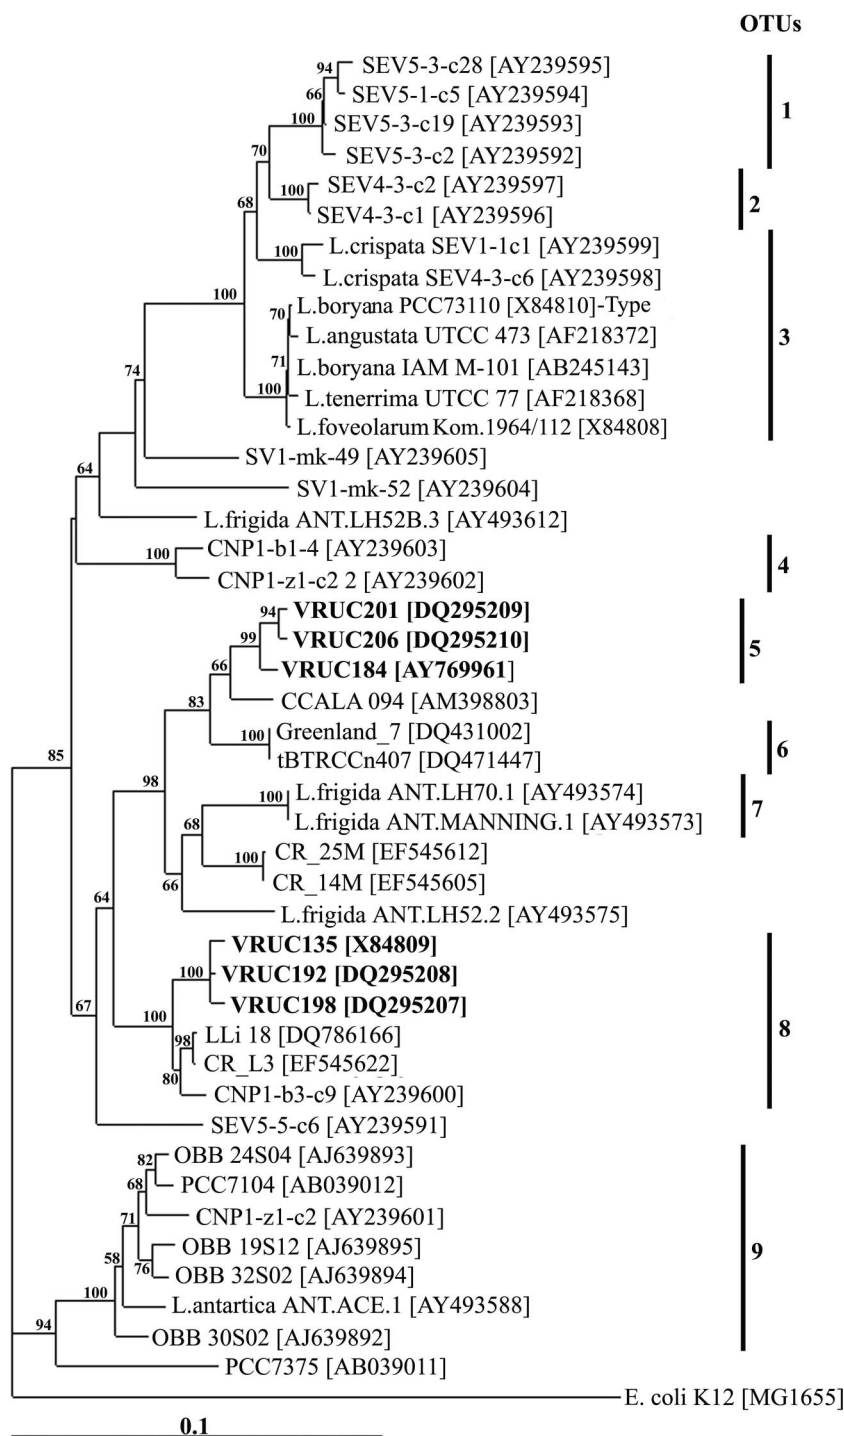 OTUs
94 SEV5-3-c28 [AY239595]
66 SEV5-1-c5 [AY239594]
100 SEV5-3-c19 [AY239593] 1
SEV5-3-c2 [AY239592]
70
100 SEV4-3-c2 [AY239597]
2
68 SEV4-3-c1 [AY239596]
100 L.crispata SEV1-1c1 [AY239599]
L.crispata SEV4-3-c6 [AY239598]
100
70 L.boryana PCC73110 [X84810]-Type
L.angustata UTCC 473 [AF218372] 3
74 71 L.boryana IAM M-101 [AB245143]
100 L.tenerrima UTCC 77 [AF218368]
L.foveolarum Kom.1964/112 [X84808]
SV1-mk-49 [AY239605]
64
SV1-mk-52 [AY239604]
L.frigida ANT.LH52B.3 [AY493612]
100 CNP1-b1-4 [AY239603]
4
CNP1-z1-c2 2 [AY239602]
94 VRUC201 [DQ295209]
99 VRUC206 [DQ295210] 5
66 VRUC184 [AY769961]
83 CCALA 094 [AM398803]
100 Greenland_7 [DQ431002]
6
85 tBTRCCn407 [DQ471447]
98 100 L.frigida ANT.LH70.1 [AY493574]
7
68 L.frigida ANT.MANNING.1 [AY493573]
100 CR_25M [EF545612]
66 CR_14M [EF545605]
64 L.frigida ANT.LH52.2 [AY493575]
VRUC135 [X84809]
100 VRUC192 [DQ295208]
67 VRUC198 [DQ295207]
100 98 LLi 18 [DQ786166] 8
80 CR_L3 [EF545622]
CNP1-b3-c9 [AY239600]
SEV5-5-c6 [AY239591]
82 OBB 24S04 [AJ639893]
68 PCC7104 [AB039012]
71 CNP1-z1-c2 [AY239601]
58 OBB 19S12 [AJ639895] 9
76 OBB 32S02 [AJ639894]
100 L.antartica ANT.ACE.1 [AY493588]
94 OBB 30S02 [AJ639892]
PCC7375 [AB039011]
E. coli K12 [MG1655]
0.1